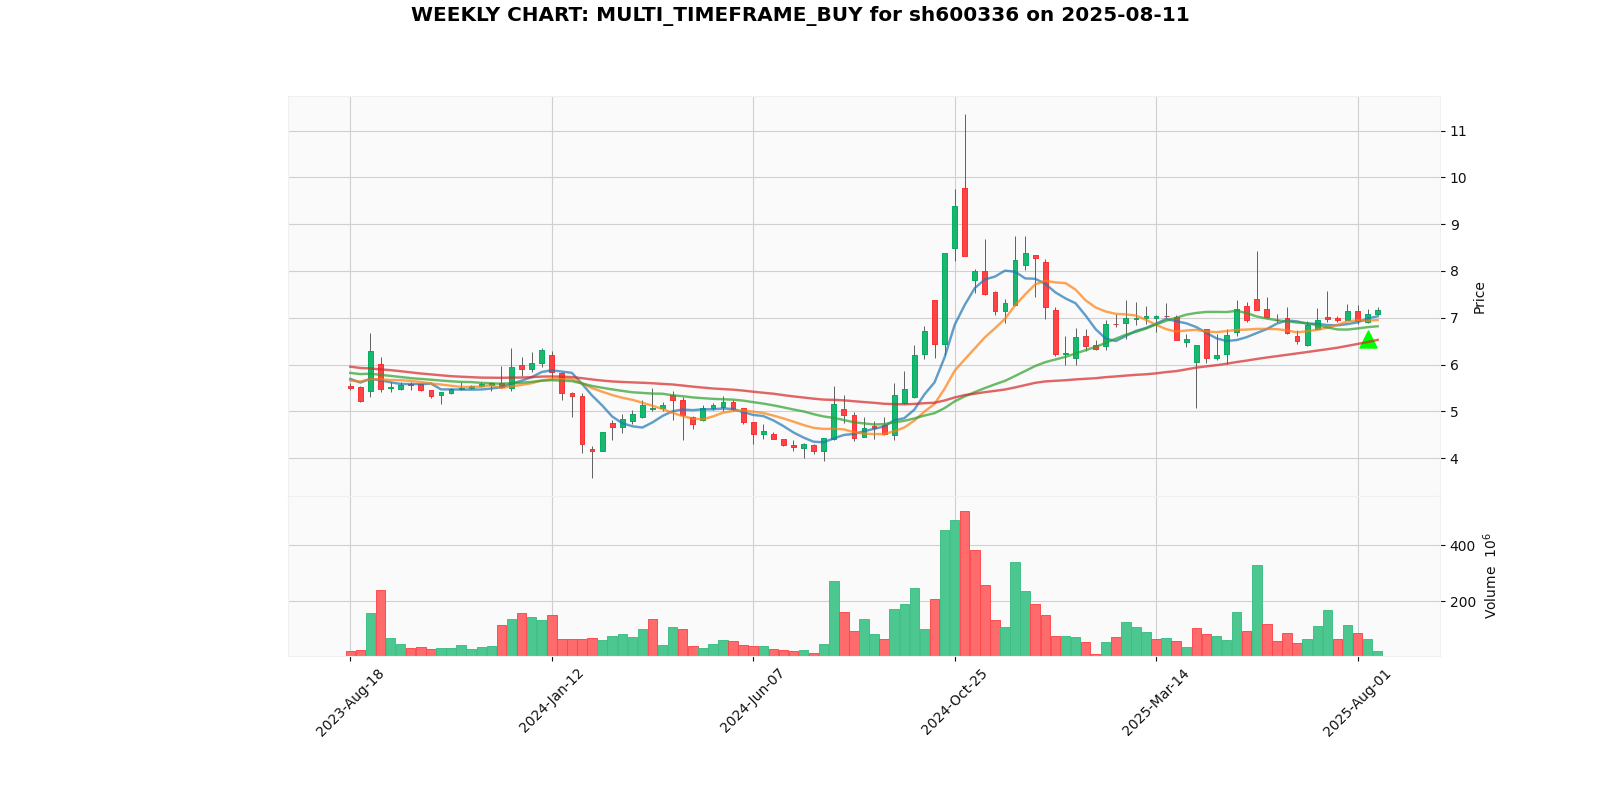 WEEKLY CHART: MULTI_TIMEFRAME_BUY for sh600336 on 2025-08-11
11
10
9
8
7
6
5
4
Price
400
200
Volume 10^6
2023-Aug-18
2024-Jan-12
2024-Jun-07
2024-Oct-25
2025-Mar-14
2025-Aug-01